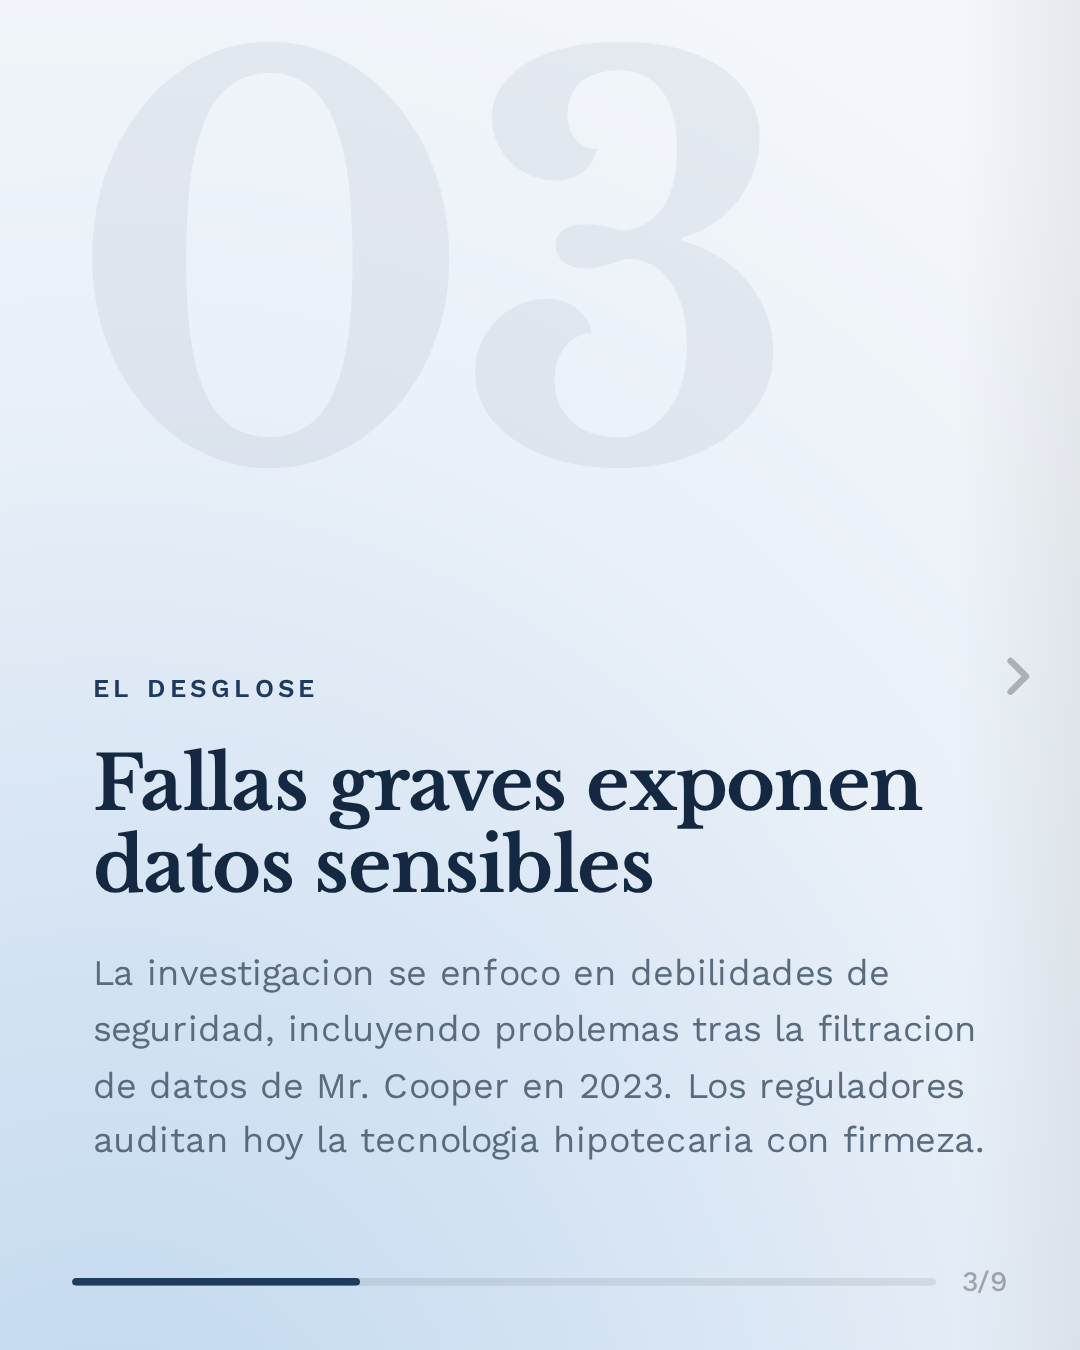 03
EL DESGLOSE
Fallas graves exponen
datos sensibles
La investigacion se enfoco en debilidades de
seguridad, incluyendo problemas tras la filtracion
de datos de Mr. Cooper en 2023. Los reguladores
auditan hoy la tecnologia hipotecaria con firmeza.
3/9